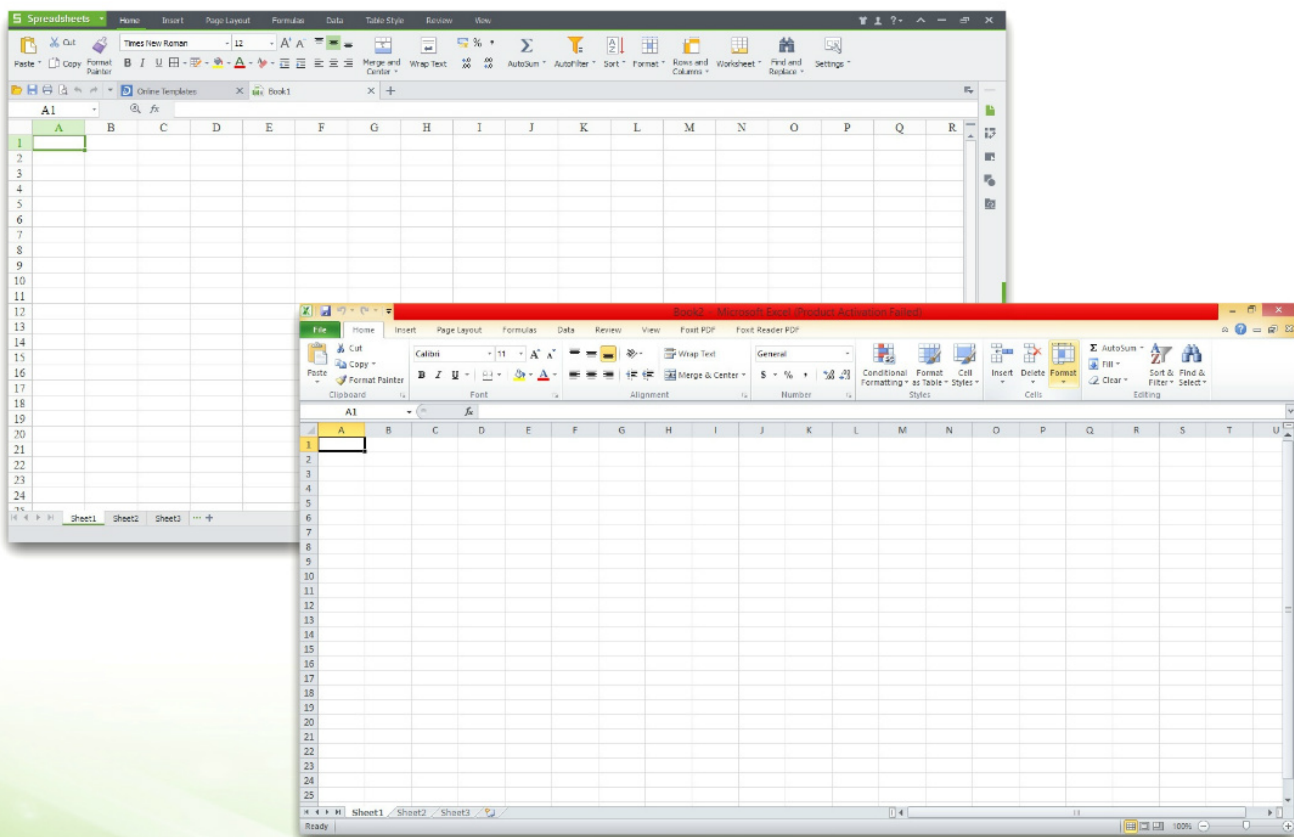 Spreadsheets Home Insert Page Layout Formulas Data Table Style Review View
Cut Times New Roman 12 A A %
Paste Copy Format Painter B I U A Merge and Center Wrap Text AutoSum AutoFilter Sort Format Rows and Columns Worksheet Find and Replace Settings
Online Templates Book1
A1 fx
A B C D E F G H I J K L M N O P Q R
1
2
3
4
5
6
7
8
9
10
11
12
13
14
15
16
17
18
19
20
21
22
23
24
25
Sheet1 Sheet2 Sheet3
Book2 - Microsoft Excel (Product Activation Failed)
File Home Insert Page Layout Formulas Data Review View Foxit PDF Foxit Reader PDF
Cut Calibri 11 A A Wrap Text General Σ AutoSum
Copy Fill
Paste Format Painter B I U A Merge & Center $ % , Conditional Formatting Format as Table Cell Styles Insert Delete Format Clear Sort & Filter Find & Select
Clipboard Font Alignment Number Styles Cells Editing
A1 fx
A B C D E F G H I J K L M N O P Q R S T U
1
2
3
4
5
6
7
8
9
10
11
12
13
14
15
16
17
18
19
20
21
22
23
24
25
Sheet1 Sheet2 Sheet3
Ready 100%